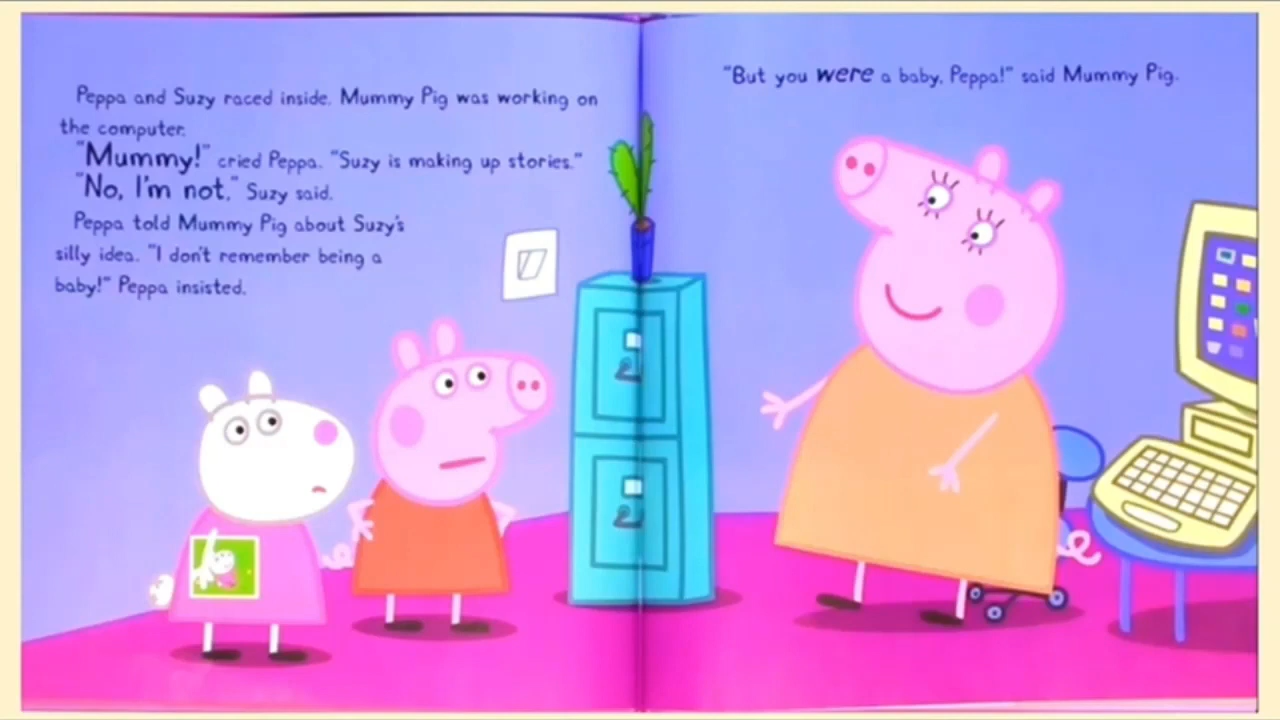 Peppa and Suzy raced inside. Mummy Pig was working on
the computer.
"Mummy!" cried Peppa. "Suzy is making up stories."
"No, I'm not," Suzy said.
Peppa told Mummy Pig about Suzy's
silly idea. "I don't remember being a
baby!" Peppa insisted.
"But you were a baby, Peppa!" said Mummy Pig.